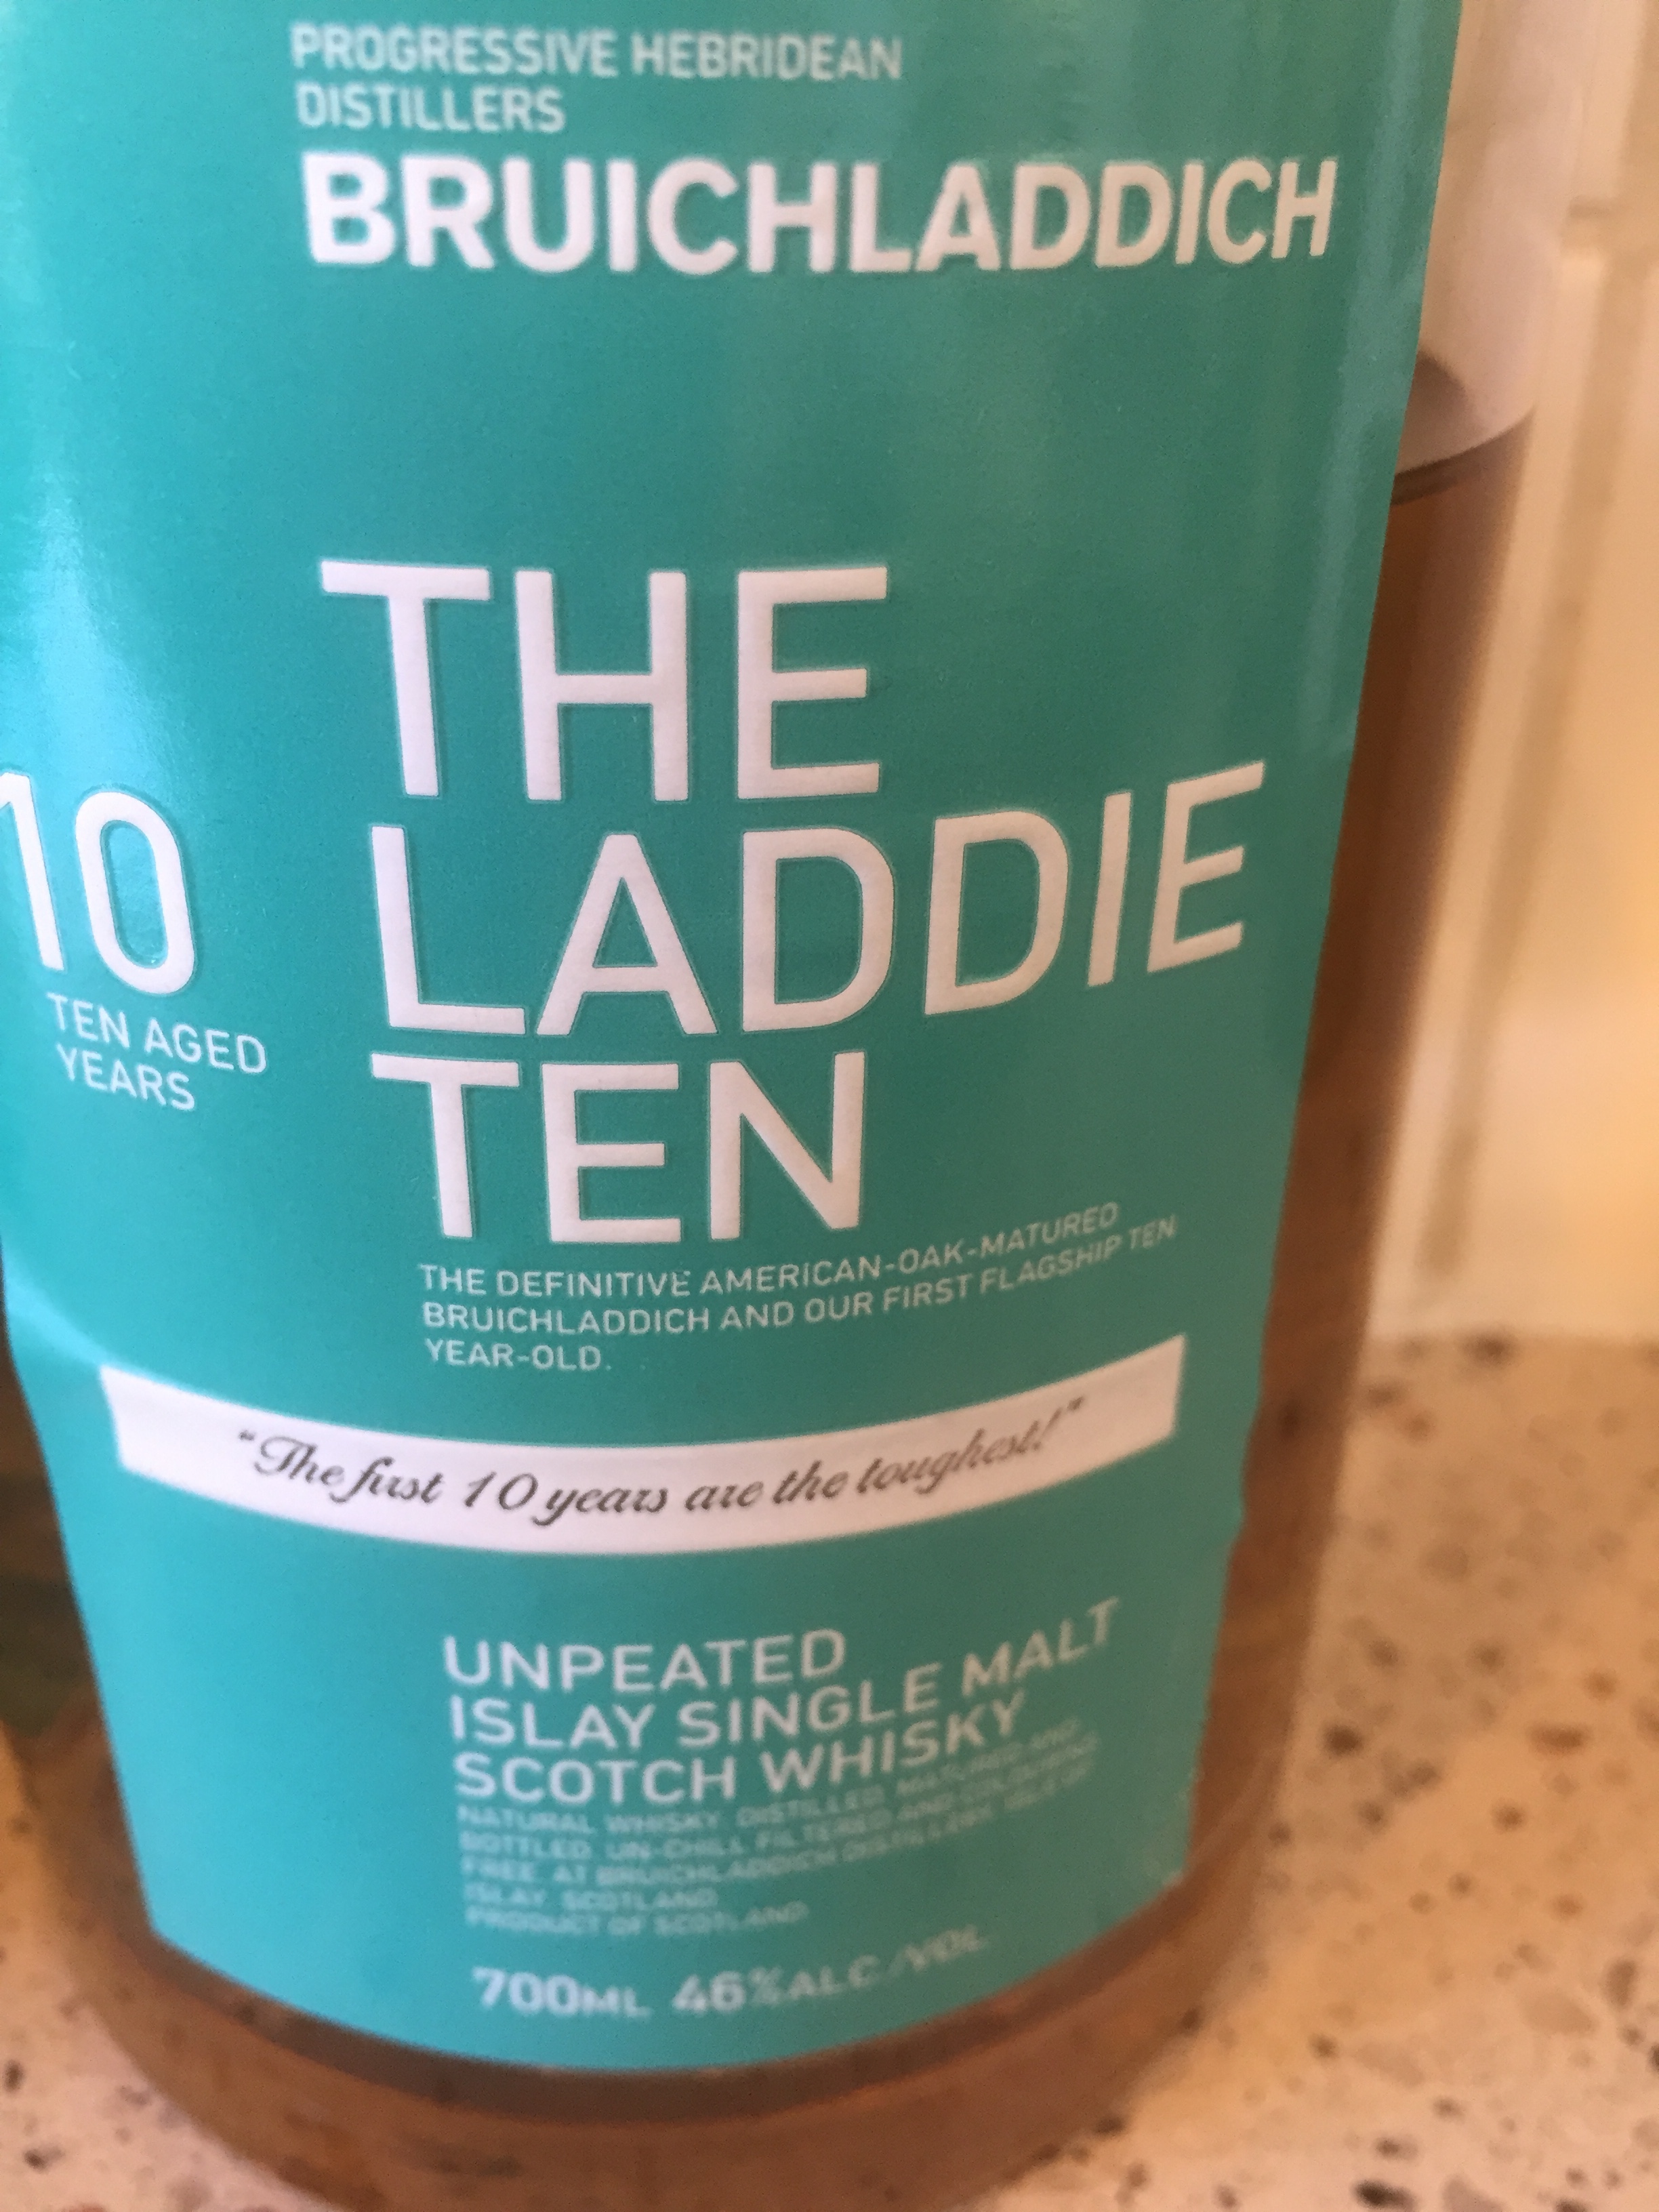 PROGRESSIVE HEBRIDEAN
DISTILLERS
BRUICHLADDICH
THE
LADDIE
TEN
10
TEN AGED
YEARS
THE DEFINITIVE AMERICAN-OAK-MATURED
BRUICHLADDICH AND OUR FIRST FLAGSHIP TEN
YEAR-OLD.
"The first 10 years are the toughest!"
UNPEATED
ISLAY SINGLE MALT
SCOTCH WHISKY
NATURAL WHISKY. DISTILLED, MATURED AND
BOTTLED, UN-CHILL FILTERED AND COLOURING
FREE, AT BRUICHLADDICH DISTILLERY, ISLE OF
ISLAY, SCOTLAND.
PRODUCT OF SCOTLAND.
700ML 46%ALC./VOL.